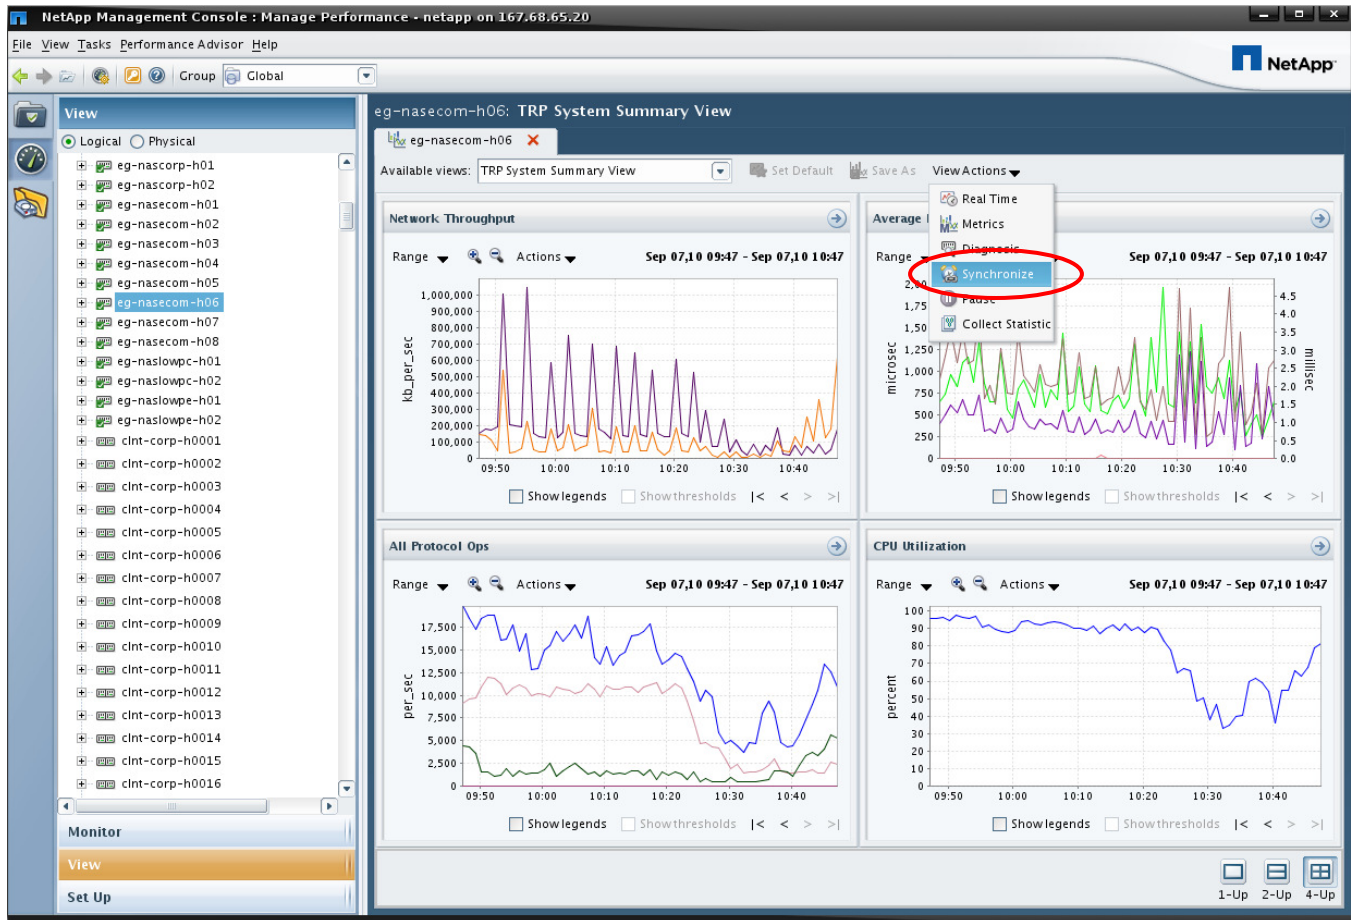 NetApp Management Console : Manage Performance - netapp on 167.68.65.20
File View Tasks Performance Advisor Help
Group Global
NetApp
View
Logical Physical
eg-nascorp-h01
eg-nascorp-h02
eg-nasecom-h01
eg-nasecom-h02
eg-nasecom-h03
eg-nasecom-h04
eg-nasecom-h05
eg-nasecom-h06
eg-nasecom-h07
eg-nasecom-h08
eg-naslowpc-h01
eg-naslowpc-h02
eg-naslowpe-h01
eg-naslowpe-h02
clnt-corp-h0001
clnt-corp-h0002
clnt-corp-h0003
clnt-corp-h0004
clnt-corp-h0005
clnt-corp-h0006
clnt-corp-h0007
clnt-corp-h0008
clnt-corp-h0009
clnt-corp-h0010
clnt-corp-h0011
clnt-corp-h0012
clnt-corp-h0013
clnt-corp-h0014
clnt-corp-h0015
clnt-corp-h0016
Monitor
View
Set Up
eg-nasecom-h06: TRP System Summary View
eg-nasecom-h06
Available views: TRP System Summary View Set Default Save As View Actions
Real Time
Metrics
Diagnosis
Synchronize
Pause
Collect Statistic
Network Throughput
Range Actions Sep 07,10 09:47 - Sep 07,10 10:47
kb_per_sec
1,000,000
900,000
800,000
700,000
600,000
500,000
400,000
300,000
200,000
100,000
0
09:50 10:00 10:10 10:20 10:30 10:40
Show legends Show thresholds |< < > >|
Average
Range Sep 07,10 09:47 - Sep 07,10 10:47
microsec
2,00
1,75
1,50
1,250
1,000
750
500
250
0
4.5
4.0
3.5
3.0
2.5
2.0
1.5
1.0
0.5
0.0
millisec
09:50 10:00 10:10 10:20 10:30 10:40
Show legends Show thresholds |< < > >|
All Protocol Ops
Range Actions Sep 07,10 09:47 - Sep 07,10 10:47
per_sec
17,500
15,000
12,500
10,000
7,500
5,000
2,500
0
09:50 10:00 10:10 10:20 10:30 10:40
Show legends Show thresholds |< < > >|
CPU Utilization
Range Actions Sep 07,10 09:47 - Sep 07,10 10:47
percent
100
90
80
70
60
50
40
30
20
10
0
09:50 10:00 10:10 10:20 10:30 10:40
Show legends Show thresholds |< < > >|
1-Up 2-Up 4-Up